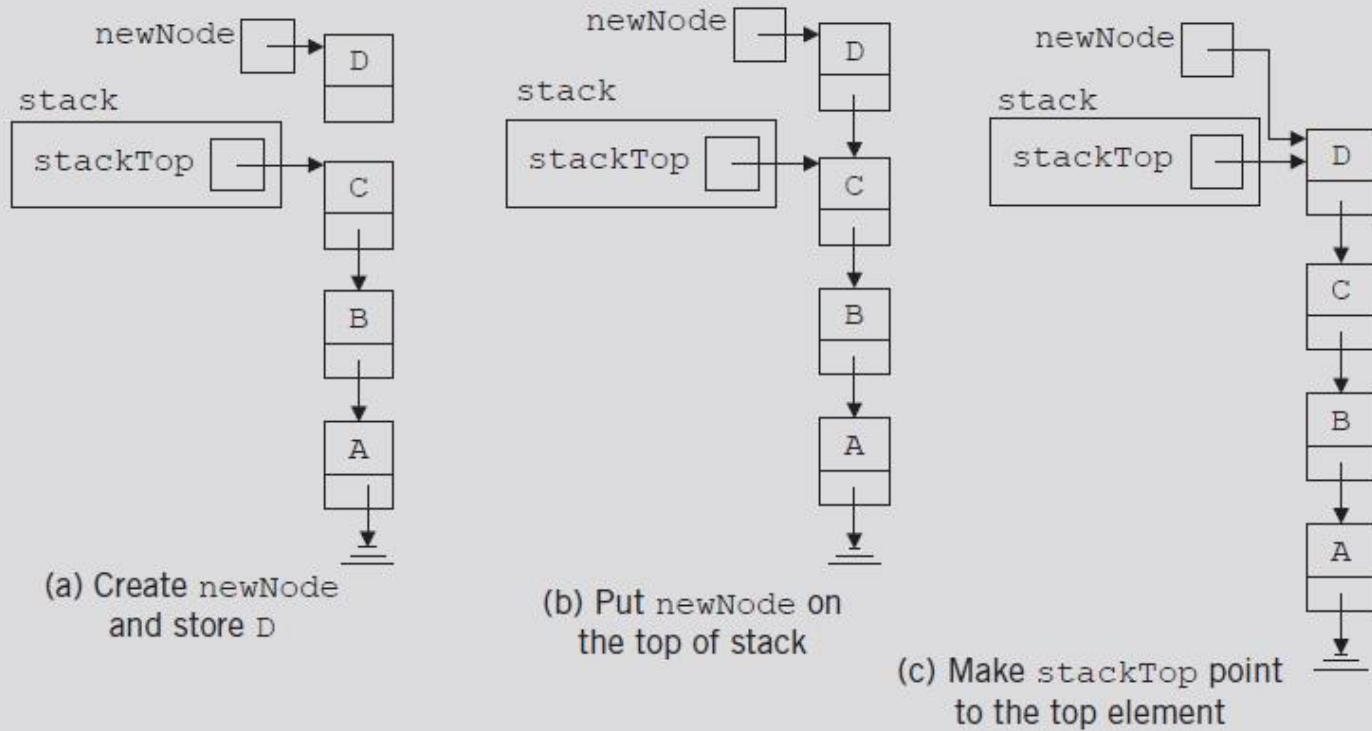 newNode
D
stack
stackTop
C
B
A
(a) Create newNode
and store D
newNode
D
stack
stackTop
C
B
A
(b) Put newNode on
the top of stack
newNode
stack
stackTop
D
C
B
A
(c) Make stackTop point
to the top element